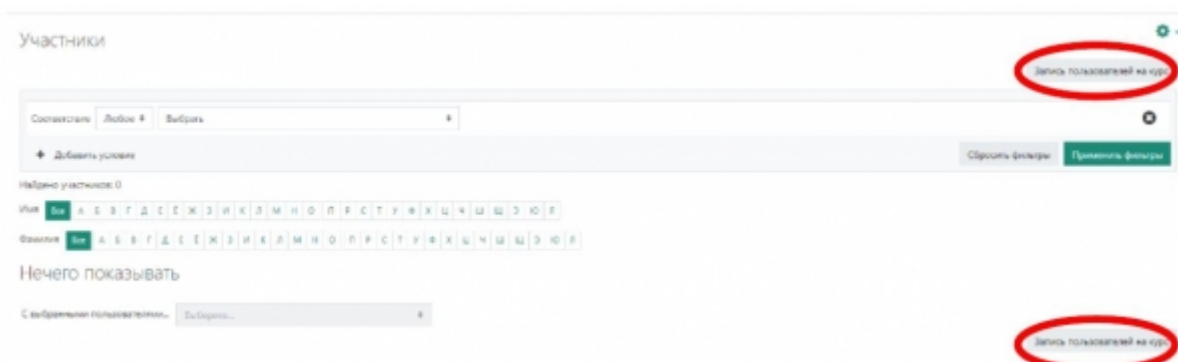 Участники
Запись пользователей на курс
Соответствие Любое Выбрать
Добавить условие Сбросить фильтры Применить фильтры
Найдено участников: 0
Имя Все А Б В Г Д Е Ё Ж З И К Л М Н О П Р С Т У Ф Х Ц Ч Ш Щ Э Ю Я
Фамилия Все А Б В Г Д Е Ё Ж З И К Л М Н О П Р С Т У Ф Х Ц Ч Ш Щ Э Ю Я
Нечего показывать
С выбранными пользователями... Выберите...
Запись пользователей на курс